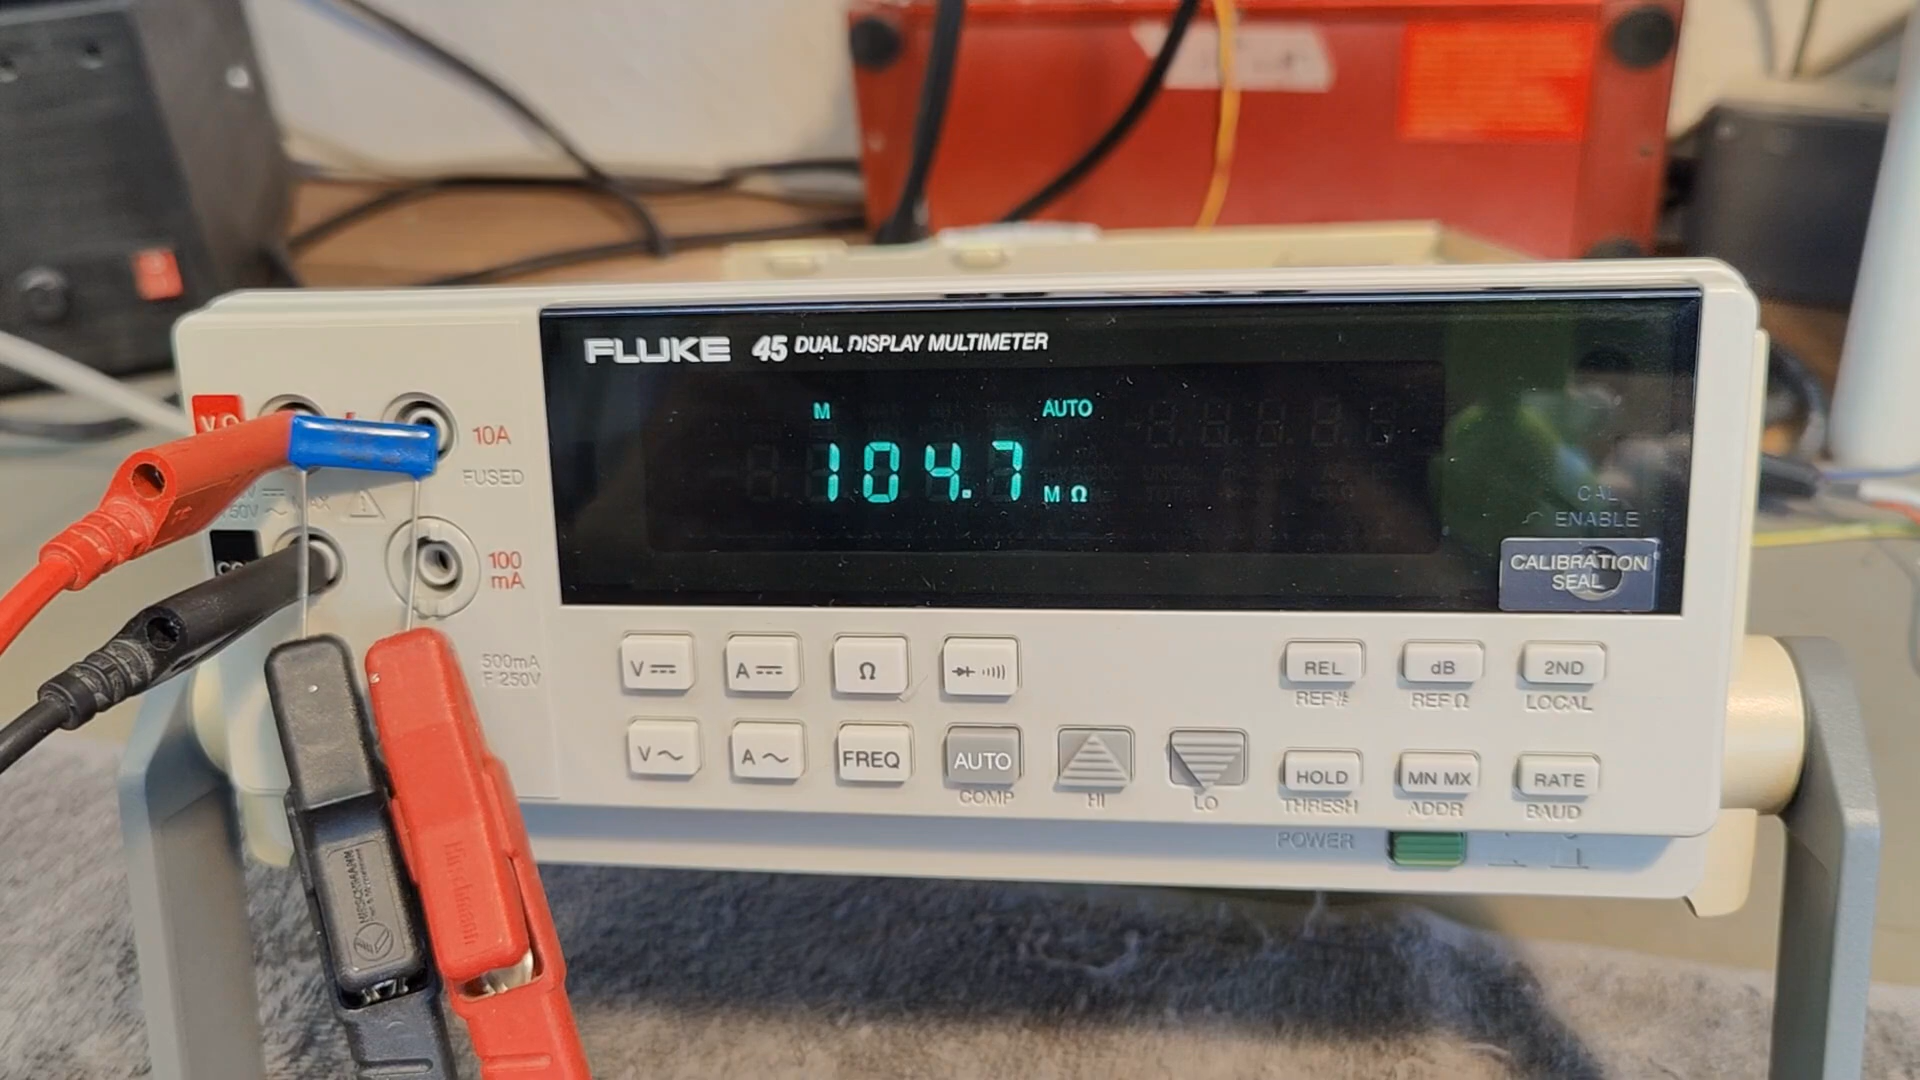 FLUKE 45 DUAL DISPLAY MULTIMETER
M AUTO
104.7 MΩ
10A
FUSED
100
mA
500mA
F 250V
CAL
ENABLE
CALIBRATION
SEAL
V A Ω
REL dB 2ND
REF# REF Ω LOCAL
V A FREQ AUTO
COMP HI LO
HOLD MN MX RATE
THRESH ADDR BAUD
POWER
HIRSCHMANN
Hirschmann